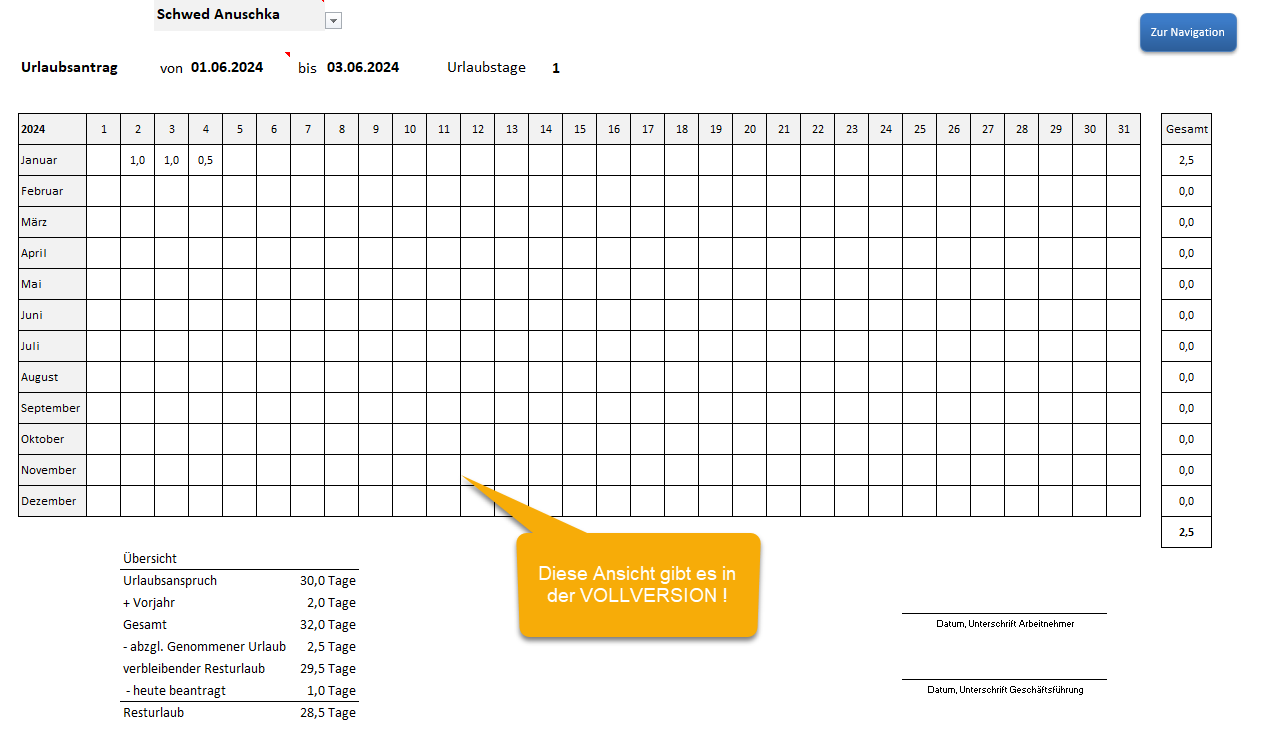 Schwed Anuschka
Zur Navigation
Urlaubsantrag von 01.06.2024 bis 03.06.2024 Urlaubstage 1
2024 1 2 3 4 5 6 7 8 9 10 11 12 13 14 15 16 17 18 19 20 21 22 23 24 25 26 27 28 29 30 31 Gesamt
Januar 1,0 1,0 0,5 2,5
Februar 0,0
März 0,0
April 0,0
Mai 0,0
Juni 0,0
Juli 0,0
August 0,0
September 0,0
Oktober 0,0
November 0,0
Dezember 0,0
2,5
Diese Ansicht gibt es in
der VOLLVERSION !
Übersicht
Urlaubsanspruch 30,0 Tage
+ Vorjahr 2,0 Tage
Gesamt 32,0 Tage
- abzgl. Genommener Urlaub 2,5 Tage
verbleibender Resturlaub 29,5 Tage
- heute beantragt 1,0 Tage
Resturlaub 28,5 Tage
Datum, Unterschrift Arbeitnehmer
Datum, Unterschrift Geschäftsführung